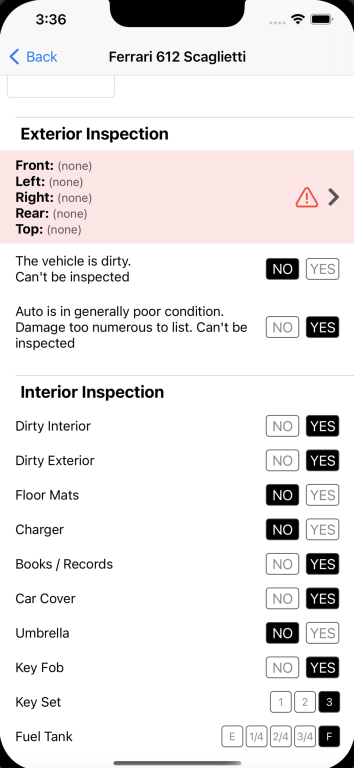 3:36
Back
Ferrari 612 Scaglietti
Exterior Inspection
Front: (none)
Left: (none)
Right: (none)
Rear: (none)
Top: (none)
The vehicle is dirty.
Can't be inspected
NO YES
Auto is in generally poor condition.
Damage too numerous to list. Can't be
inspected
NO YES
Interior Inspection
Dirty Interior NO YES
Dirty Exterior NO YES
Floor Mats NO YES
Charger NO YES
Books / Records NO YES
Car Cover NO YES
Umbrella NO YES
Key Fob NO YES
Key Set 1 2 3
Fuel Tank E 1/4 2/4 3/4 F